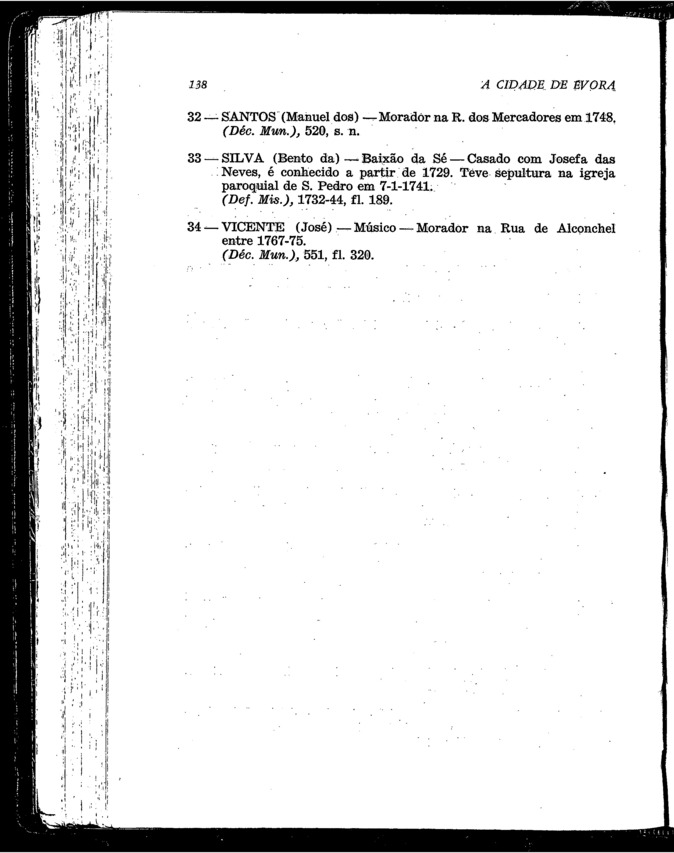 138
A CIDADE DE ÉVORA
32 — SANTOS (Manuel dos) — Morador na R. dos Mercadores em 1748.
(Déc. Mun.), 520, s. n.
33 — SILVA (Bento da) — Baixão da Sé — Casado com Josefa das
Neves, é conhecido a partir de 1729. Teve sepultura na igreja
paroquial de S. Pedro em 7-1-1741.
(Def. Mis.), 1732-44, fl. 189.
34 — VICENTE (José) — Músico — Morador na Rua de Alconchel
entre 1767-75.
(Déc. Mun.), 551, fl. 320.